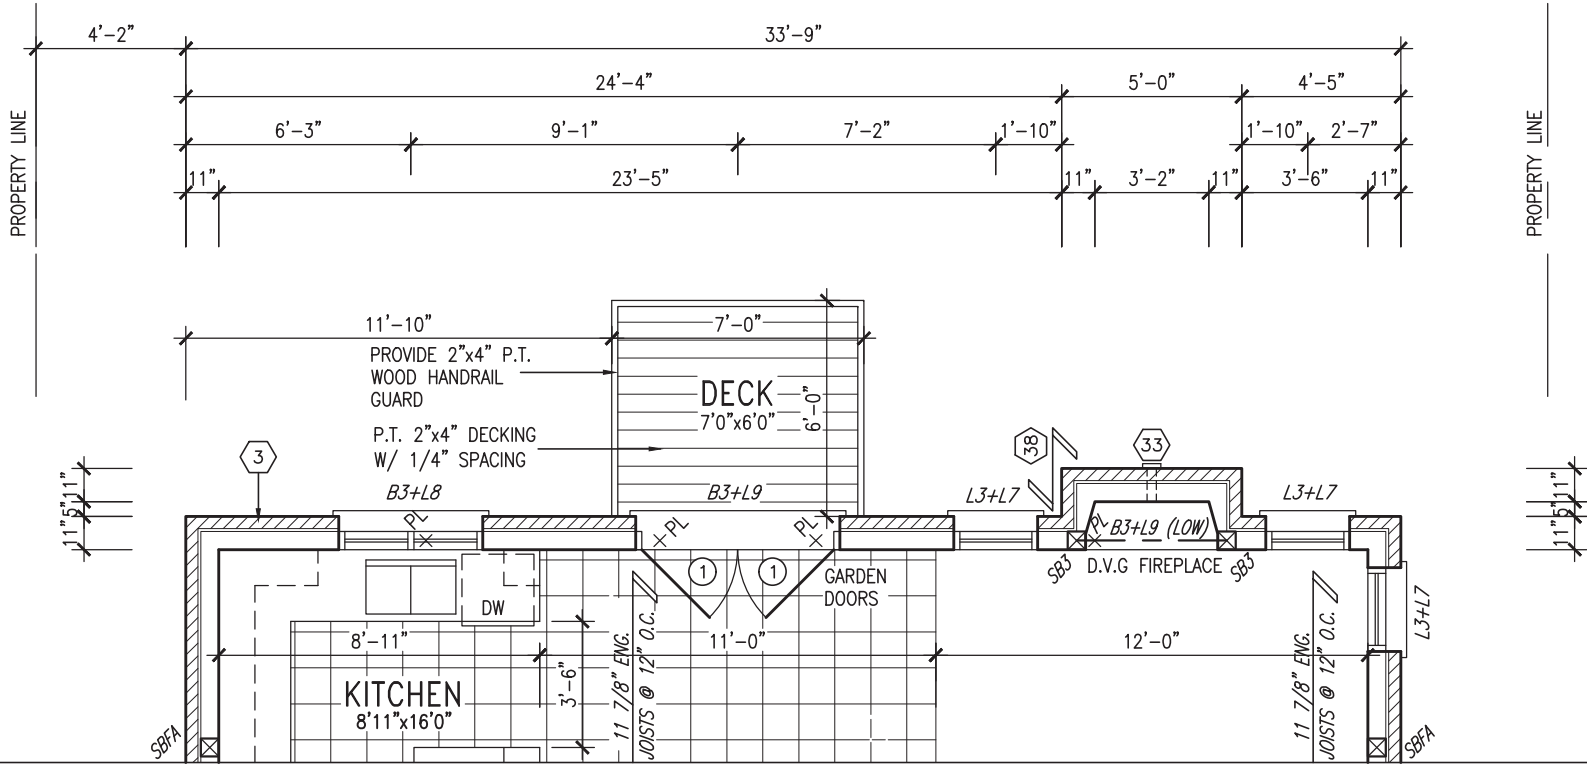 4'-2" 33'-9"
24'-4" 5'-0" 4'-5"
6'-3" 9'-1" 7'-2" 1'-10" 1'-10" 2'-7"
11" 23'-5" 11" 3'-2" 11" 3'-6" 11"
PROPERTY LINE
PROPERTY LINE
11'-10" 7'-0"
PROVIDE 2"x4" P.T.
WOOD HANDRAIL
GUARD
DECK
7'0"x6'0"
6'-0"
P.T. 2"x4" DECKING
W/ 1/4" SPACING
3
38
33
11"
5"
11"
11"
5"
11"
B3+L8
B3+L9
L3+L7
L3+L7
PL
PL
PL
PL
B3+L9 (LOW)
SB3
D.V.G FIREPLACE
SB3
1
1
GARDEN
DOORS
DW
L3+L7
8'-11" 11'-0" 12'-0"
3'-6"
KITCHEN
8'11"x16'0"
11 7/8" ENG.
JOISTS @ 12" O.C.
11 7/8" ENG.
JOISTS @ 12" O.C.
SBFA
SBFA